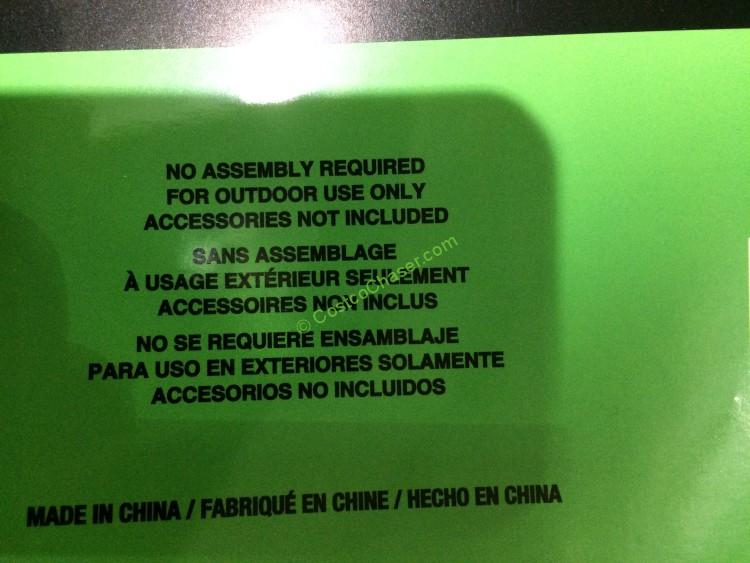 NO ASSEMBLY REQUIRED
FOR OUTDOOR USE ONLY
ACCESSORIES NOT INCLUDED
SANS ASSEMBLAGE
À USAGE EXTÉRIEUR SEULEMENT
ACCESSOIRES NON INCLUS
© CostcoChaser.com
NO SE REQUIERE ENSAMBLAJE
PARA USO EN EXTERIORES SOLAMENTE
ACCESORIOS NO INCLUIDOS
MADE IN CHINA / FABRIQUÉ EN CHINE / HECHO EN CHINA